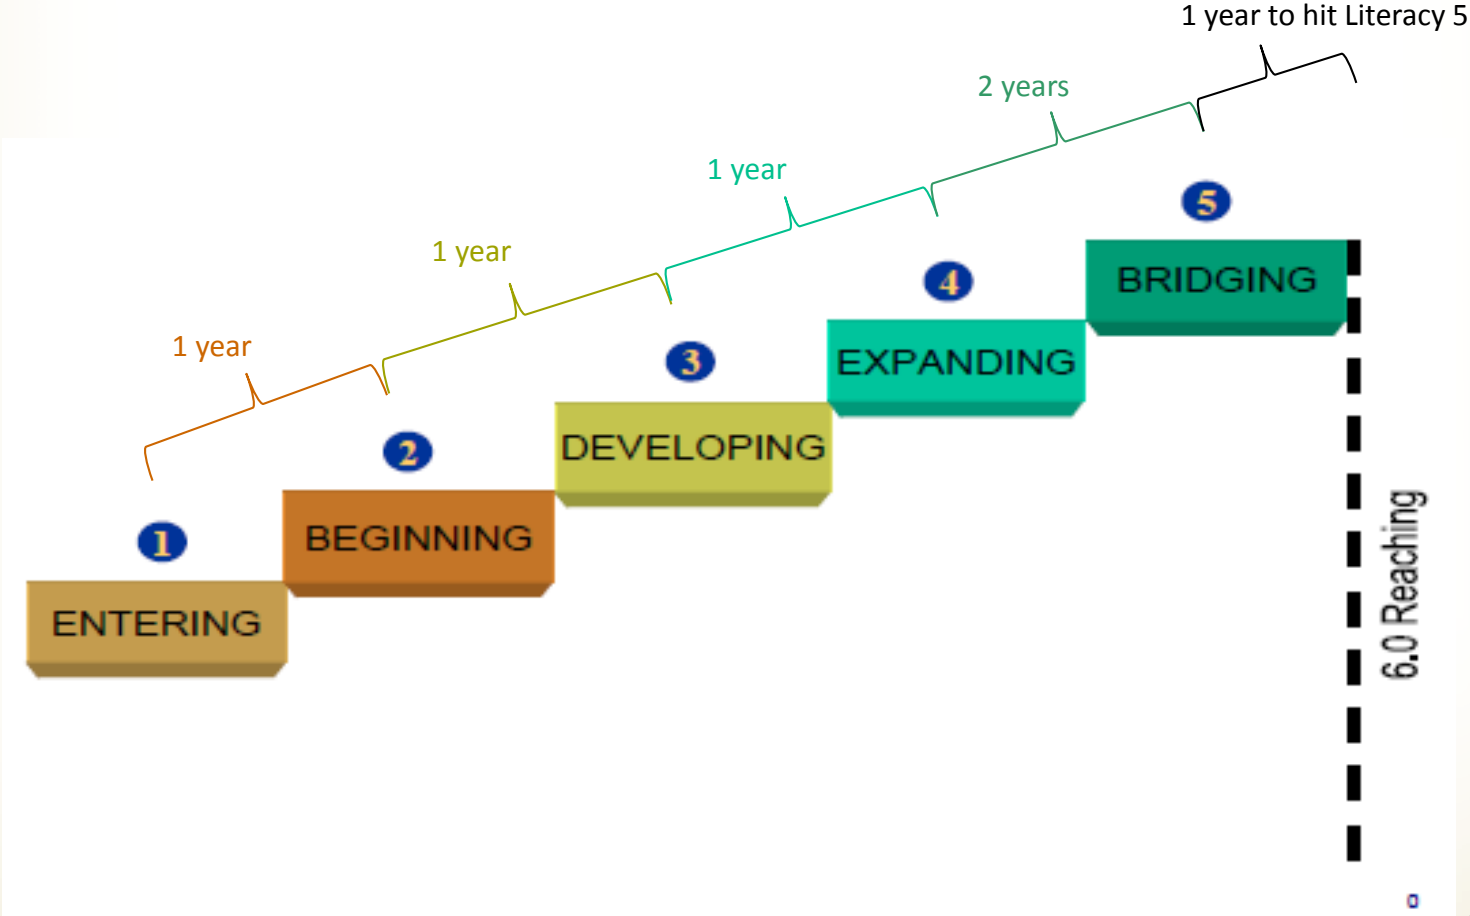 1 year to hit Literacy 5
2 years
1 year
1 year
1 year
5
BRIDGING
4
EXPANDING
3
DEVELOPING
2
BEGINNING
1
ENTERING
6.0 Reaching